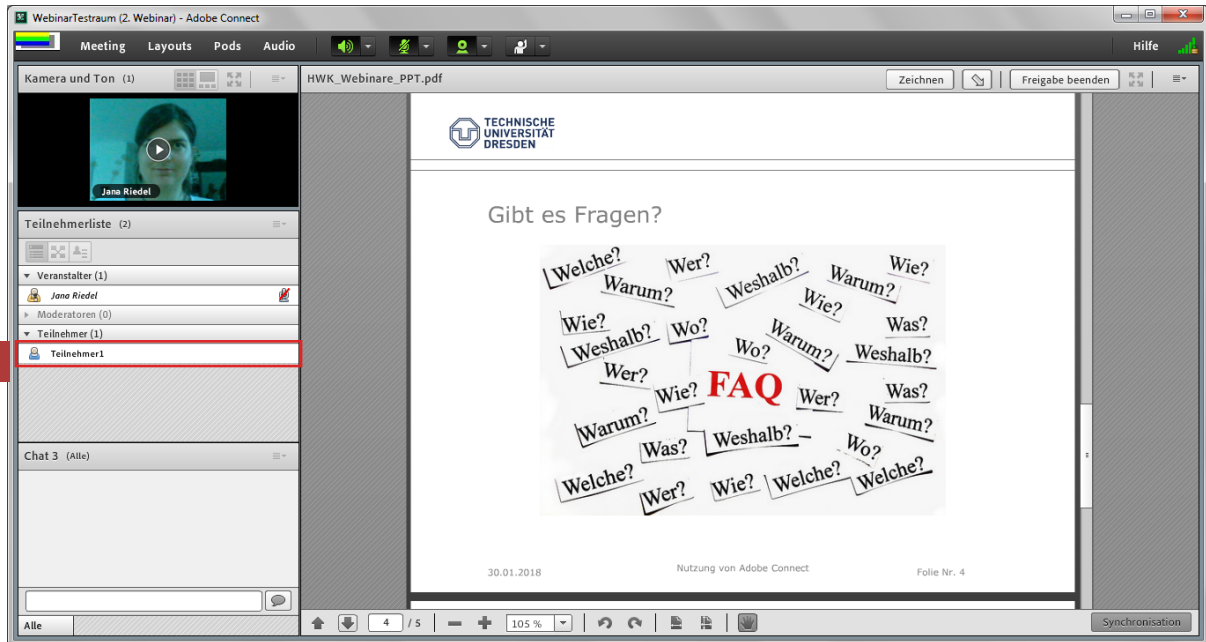 WebinarTestraum (2. Webinar) - Adobe Connect
Meeting Layouts Pods Audio Hilfe
Kamera und Ton (1)
Jana Riedel
Teilnehmerliste (2)
Veranstalter (1)
Jana Riedel
Moderatoren (0)
Teilnehmer (1)
Teilnehmer1
Chat 3 (Alle)
Alle
HWK_Webinare_PPT.pdf Zeichnen Freigabe beenden
TECHNISCHE
UNIVERSITÄT
DRESDEN
Gibt es Fragen?
Welche? Wer? Weshalb? Warum? Wie?
Warum? Wie?
Wie? Wo? Warum? Was?
Weshalb? Wo? Weshalb?
Wer? Wie? FAQ Wer? Was?
Warum? Warum?
Was? Weshalb? Wo?
Welche? Wer? Wie? Welche? Welche?
30.01.2018 Nutzung von Adobe Connect Folie Nr. 4
4 / 5 105 % Synchronisation